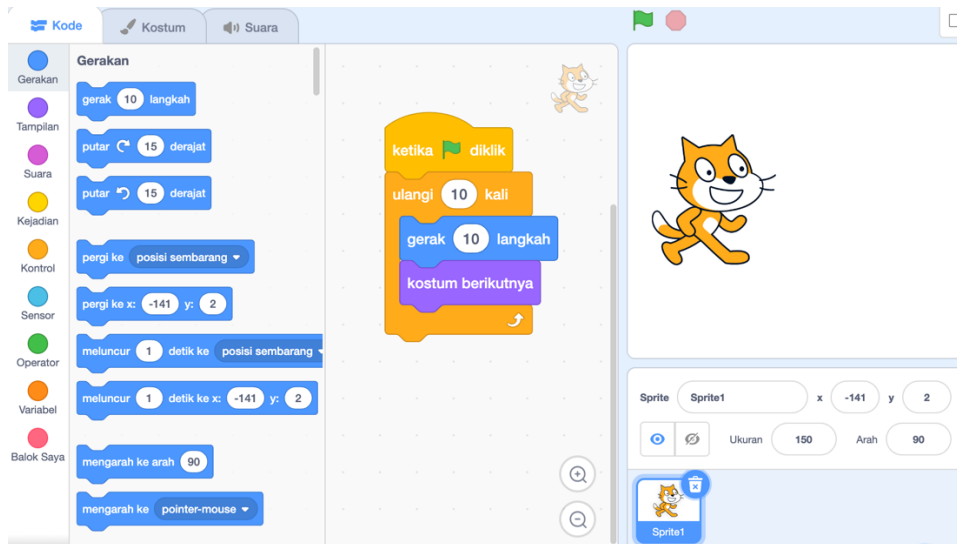 Kode
Kostum
Suara
Gerakan
Tampilan
Suara
Kejadian
Kontrol
Sensor
Operator
Variabel
Balok Saya
Gerakan
gerak 10 langkah
putar 15 derajat
putar 15 derajat
pergi ke posisi sembarang
pergi ke x: -141 y: 2
meluncur 1 detik ke posisi sembarang
meluncur 1 detik ke x: -141 y: 2
mengarah ke arah 90
mengarah ke pointer-mouse
ketika diklik
ulangi 10 kali
gerak 10 langkah
kostum berikutnya
Sprite Sprite1 x -141 y 2
Ukuran 150 Arah 90
Sprite1